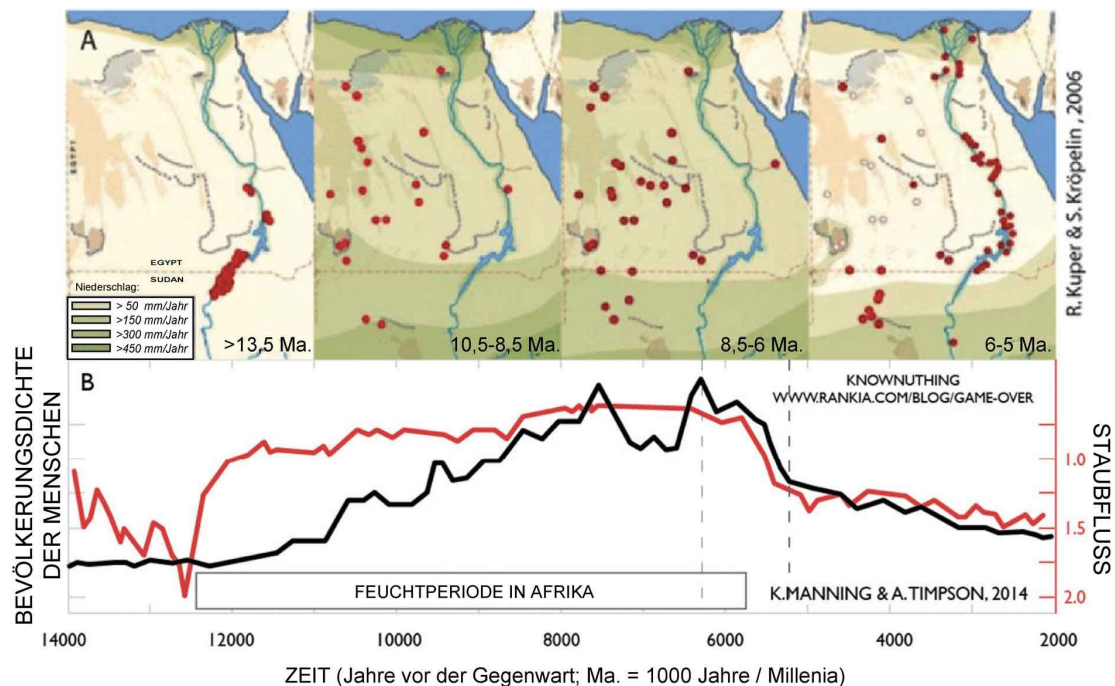 A
EGYPT
EGYPT
SUDAN
Niederschlag:
> 50 mm/Jahr
>150 mm/Jahr
>300 mm/Jahr
>450 mm/Jahr
>13,5 Ma.
10,5-8,5 Ma.
8,5-6 Ma.
6-5 Ma.
R. Kuper & S. Kröpelin , 2006
B
KNOWNUTHING
WWW.RANKIA.COM/BLOG/GAME-OVER
BEVÖLKERUNGSDICHTE
DER MENSCHEN
STAUBFLUSS
1.0
1.5
2.0
FEUCHTPERIODE IN AFRIKA
K.MANNING & A.TIMPSON, 2014
14000
12000
10000
8000
6000
4000
2000
ZEIT (Jahre vor der Gegenwart; Ma. = 1000 Jahre / Millenia)